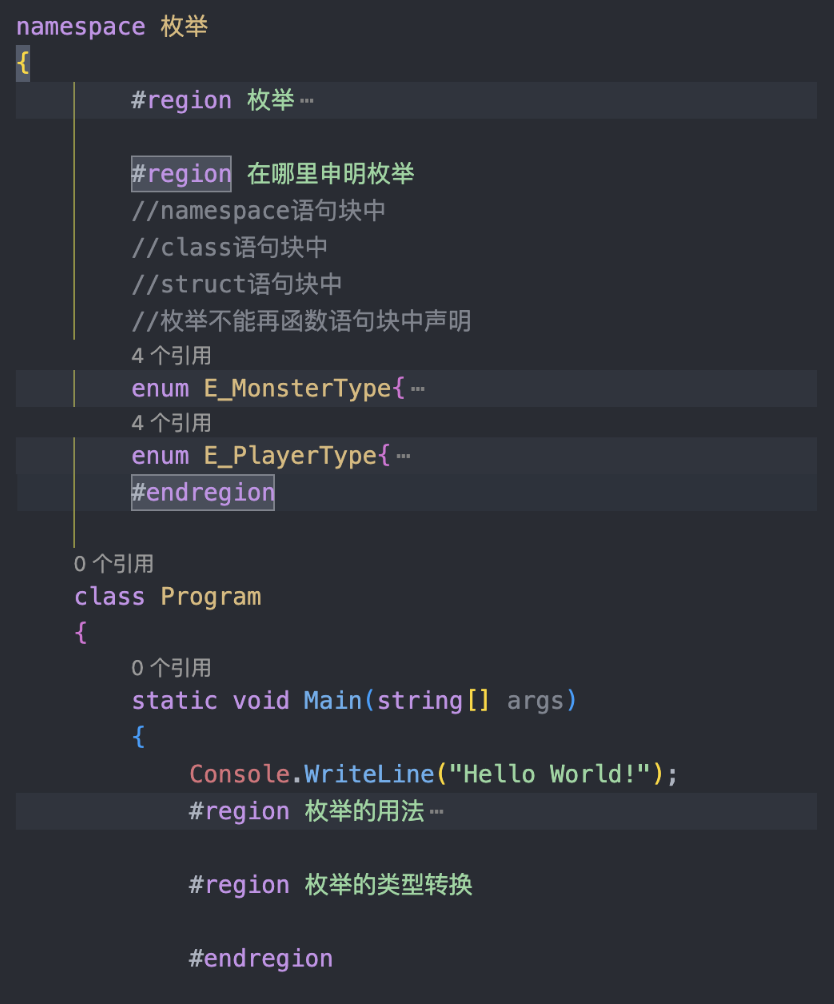 namespace 枚举
{
#region 枚举…
#region 在哪里申明枚举
//namespace语句块中
//class语句块中
//struct语句块中
//枚举不能再函数语句块中声明
4 个引用
enum E_MonsterType{…
4 个引用
enum E_PlayerType{…
#endregion
0 个引用
class Program
{
0 个引用
static void Main(string[] args)
{
Console.WriteLine("Hello World!");
#region 枚举的用法…
#region 枚举的类型转换
#endregion